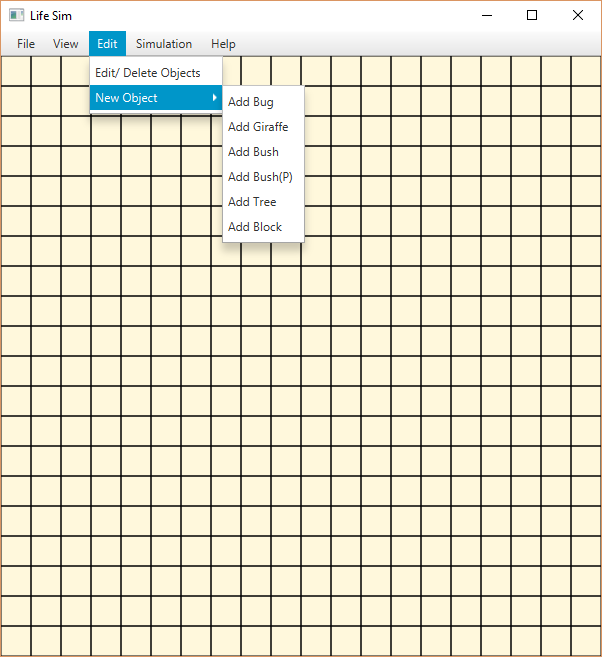 Life Sim
File View Edit Simulation Help
Edit/ Delete Objects
New Object
Add Bug
Add Giraffe
Add Bush
Add Bush(P)
Add Tree
Add Block